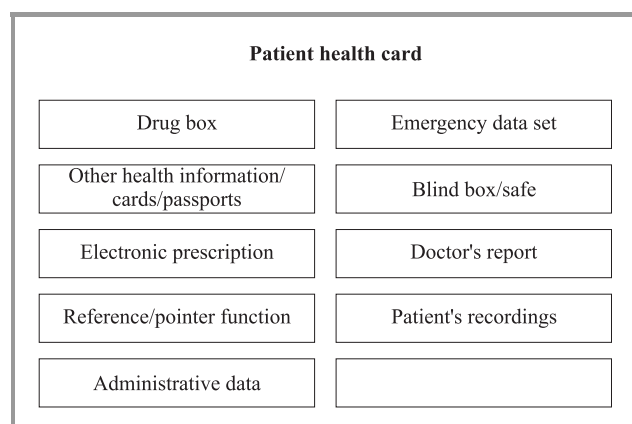 Patient health card
Drug box
Emergency data set
Other health information/
cards/passports
Blind box/safe
Electronic prescription
Doctor's report
Reference/pointer function
Patient's recordings
Administrative data